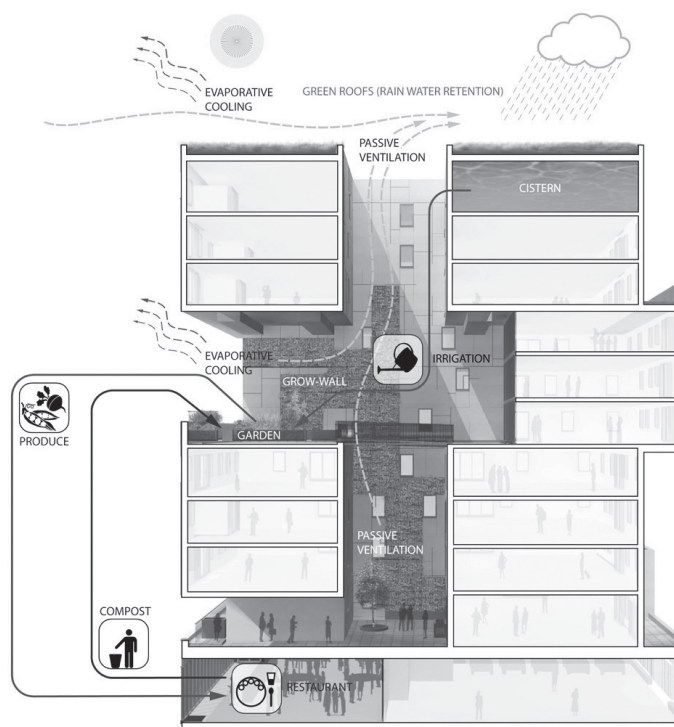 EVAPORATIVE
COOLING
GREEN ROOFS (RAIN WATER RETENTION)
PASSIVE
VENTILATION
CISTERN
EVAPORATIVE
COOLING
IRRIGATION
GROW-WALL
PRODUCE
GARDEN
PASSIVE
VENTILATION
COMPOST
RESTAURANT